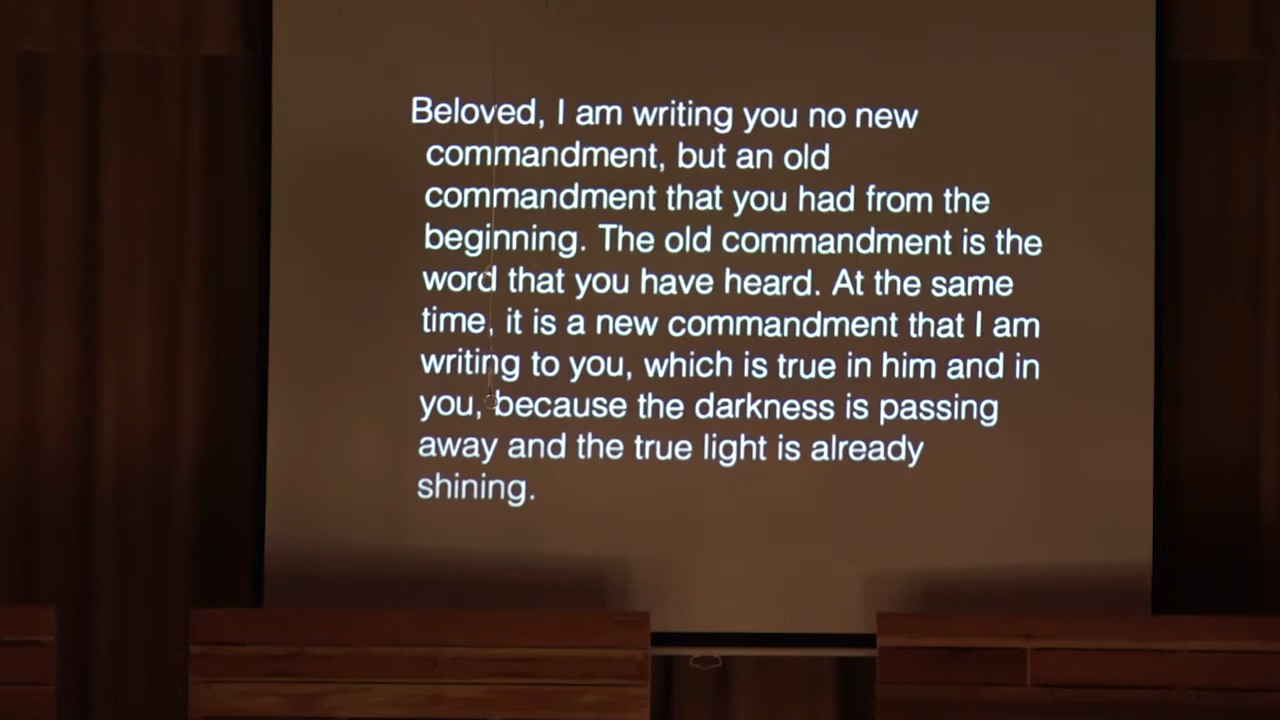 Beloved, I am writing you no new
commandment, but an old
commandment that you had from the
beginning. The old commandment is the
word that you have heard. At the same
time, it is a new commandment that I am
writing to you, which is true in him and in
you, because the darkness is passing
away and the true light is already
shining.